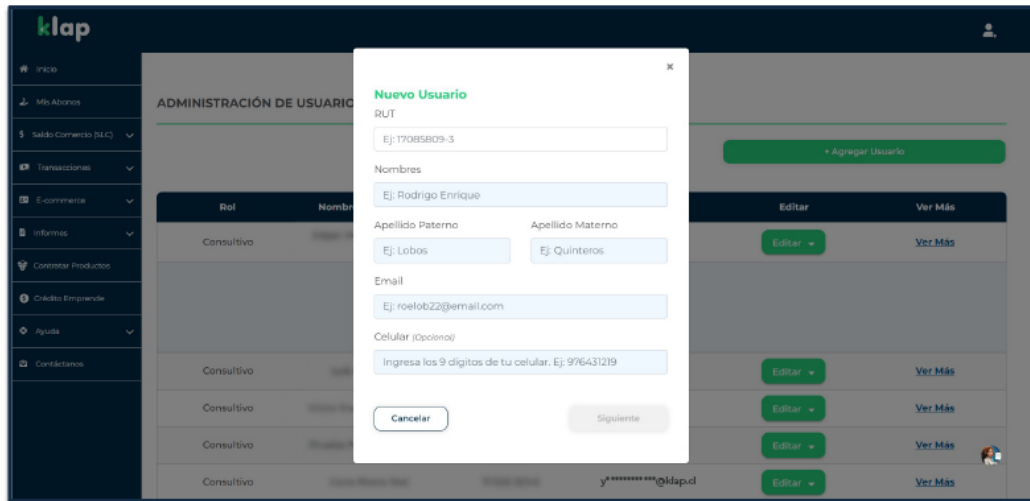 klap
Inicio
Mis Abonos
Saldo Comercio (SLC)
Transacciones
E-commerce
Informes
Contratar Productos
Crédito Emprende
Ayuda
Contáctanos
ADMINISTRACIÓN DE USUARIO
+ Agregar Usuario
Rol Nombr Editar Ver Más
Consultivo Editar Ver Más
Consultivo Editar Ver Más
Consultivo Editar Ver Más
Consultivo Editar Ver Más
Consultivo y***********@klap.cl Editar Ver Más
×
Nuevo Usuario
RUT
Ej: 17085809-3
Nombres
Ej: Rodrigo Enrique
Apellido Paterno Apellido Materno
Ej: Lobos Ej: Quinteros
Email
Ej: roelob22@email.com
Celular (Opcional)
Ingresa los 9 dígitos de tu celular. Ej: 976431219
Cancelar Siguiente